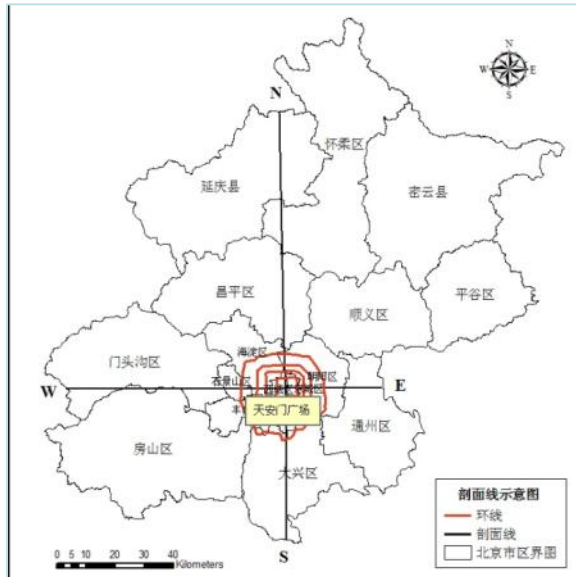 N
W E
S
N
怀柔区
延庆县
密云县
昌平区
平谷区
顺义区
海淀区
门头沟区
石景山区
朝阳区
W
E
丰
天安门广场
通州区
房山区
大兴区
剖面线示意图
环线
剖面线
北京市区界图
0 5 10 20 30 40
Kilometers
S